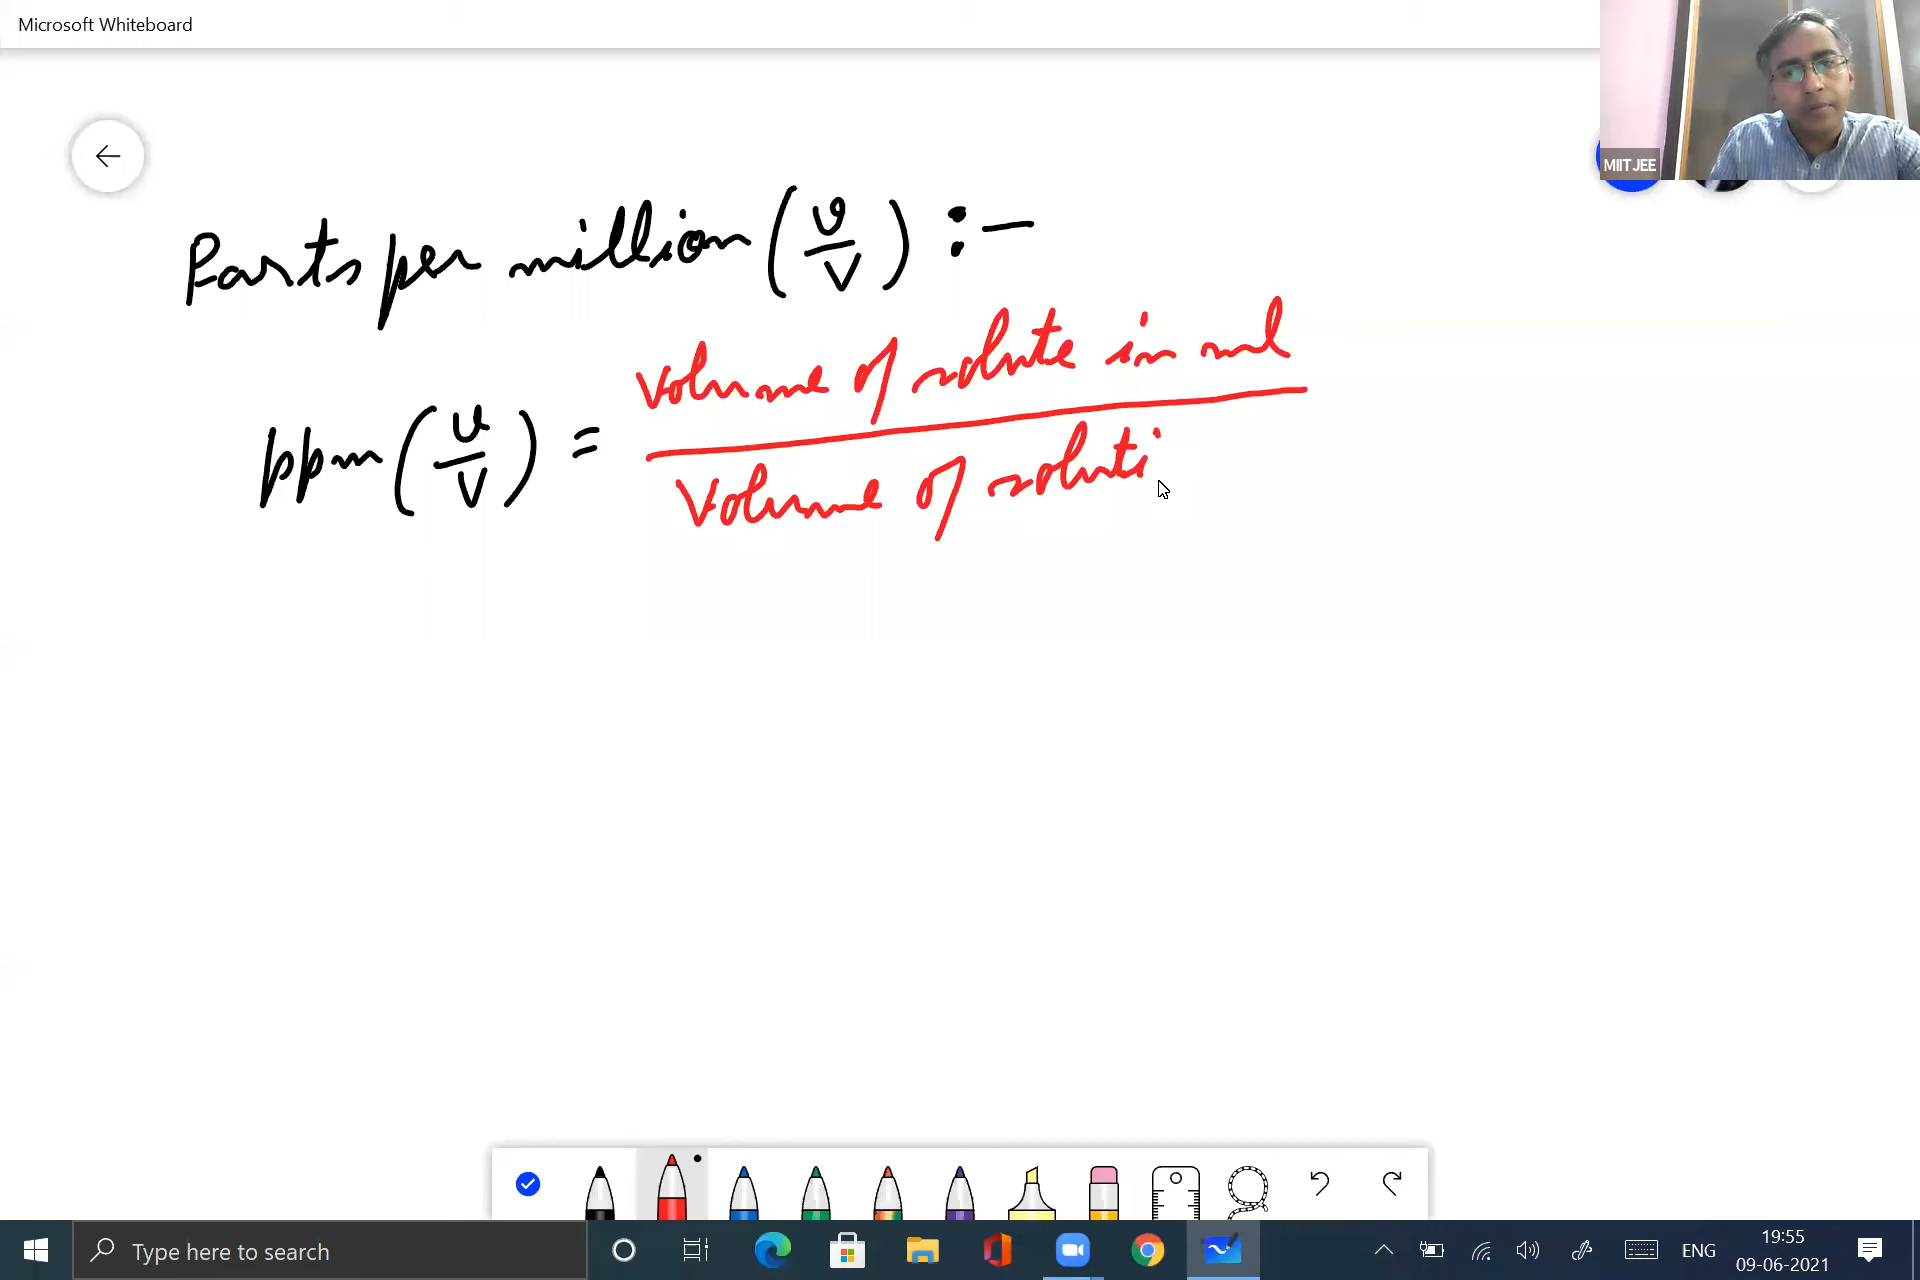 Microsoft Whiteboard
MIIT JEE
Parts per million (v/V) :-
ppm (v/V) = volume of solute in ml
Volume of soluti
Type here to search
ENG
19:55
09-06-2021